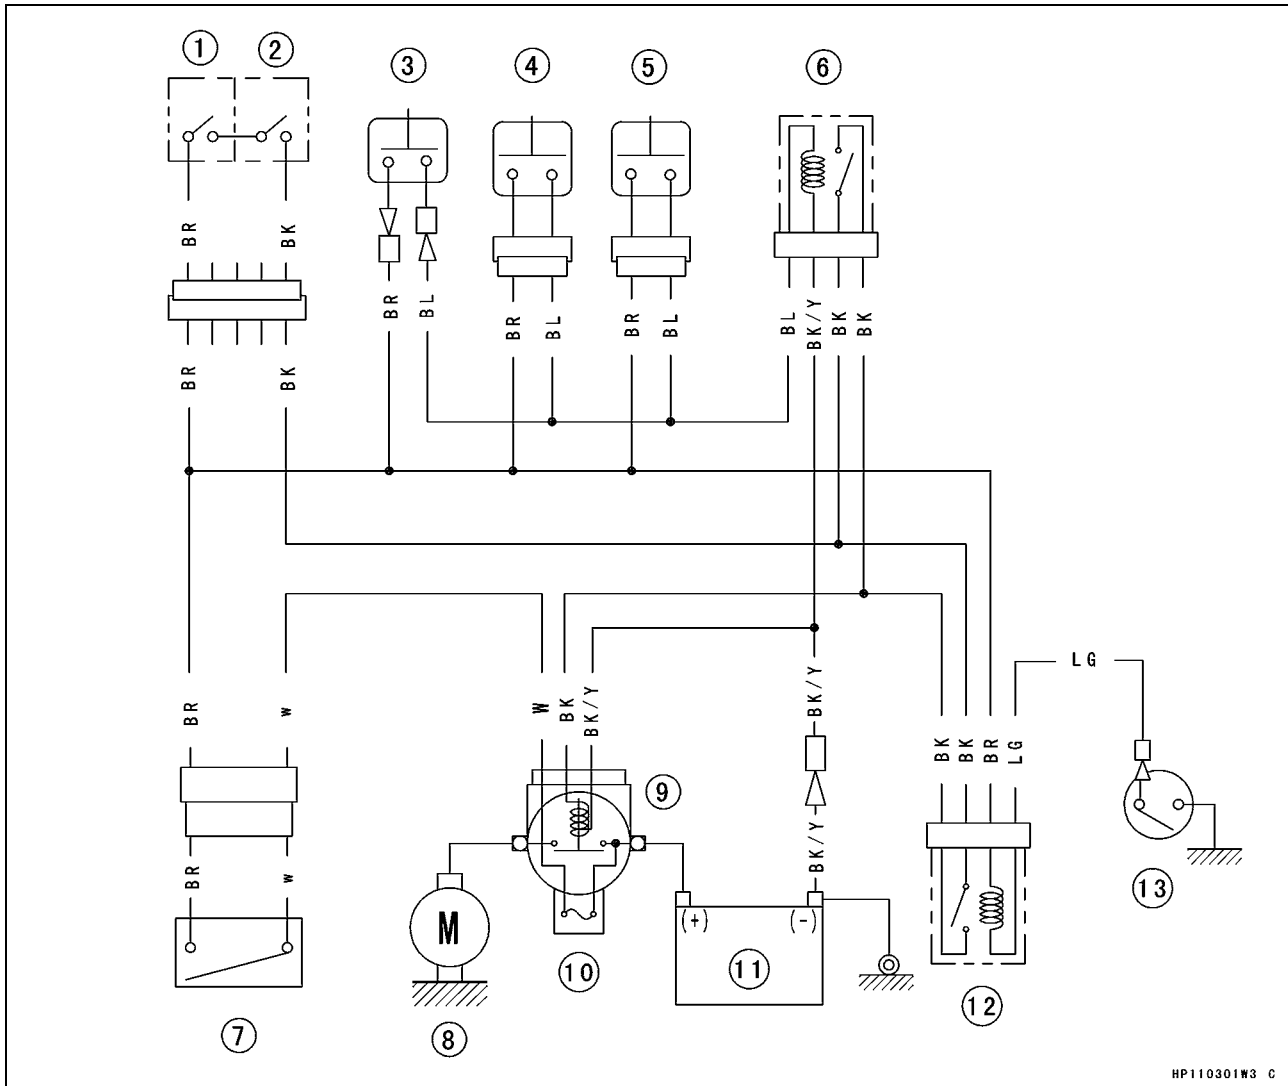 1 2 3 4 5 6
BR BK
BR BL BR BL BR BL BL BK/Y BK BK
BR BK
BR W W BK BK/Y BK/Y BK BK BR LG
LG
9
BR W BK/Y
M
(+) (-)
10 11 12 13
7 8
HP110301W3 C